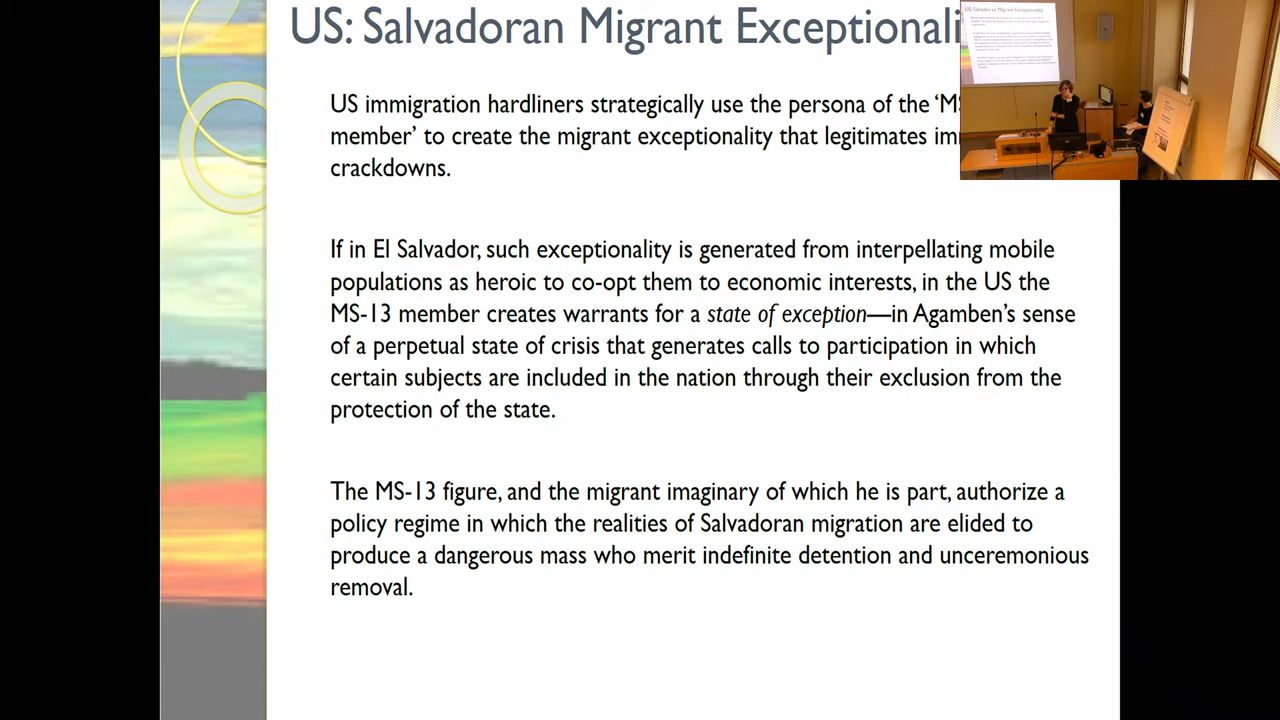 US: Salvadoran Migrant
US immigration hardliners strategically use the persona of the
member’ to create the migrant exceptionality that legitimates
crackdowns.
If in El Salvador, such exceptionality is generated from interpellating mobile
populations as heroic to co-opt them to economic interests, in the US the
MS-13 member creates warrants for a state of exception—in Agamben’s sense
of a perpetual state of crisis that generates calls to participation in which
certain subjects are included in the nation through their exclusion from the
protection of the state.
The MS-13 figure, and the migrant imaginary of which he is part, authorize a
policy regime in which the realities of Salvadoran migration are elided to
produce a dangerous mass who merit indefinite detention and unceremonious
removal.
US: Salvadoran Migrant Exceptionality